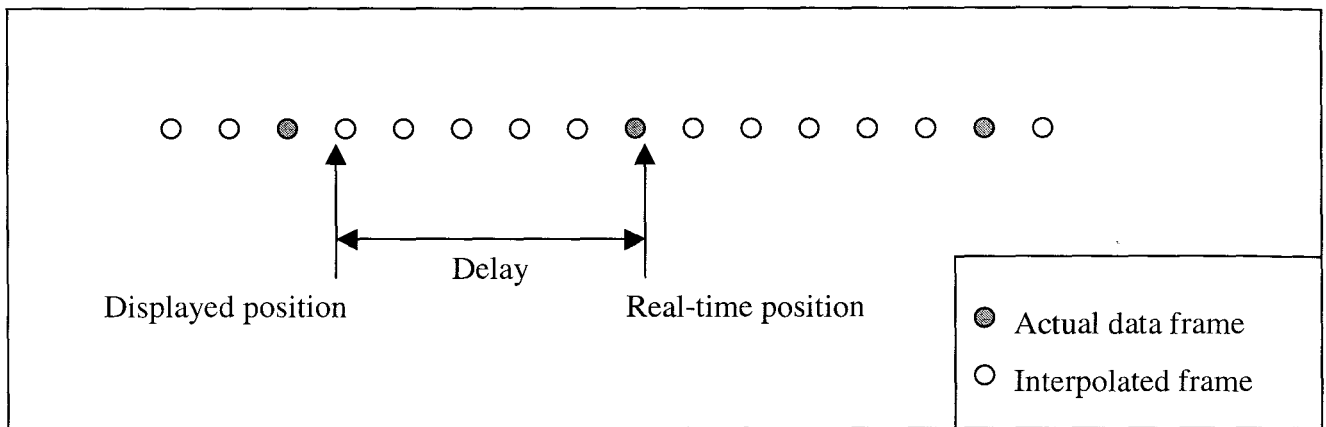 Delay
Displayed position
Real-time position
Actual data frame
Interpolated frame